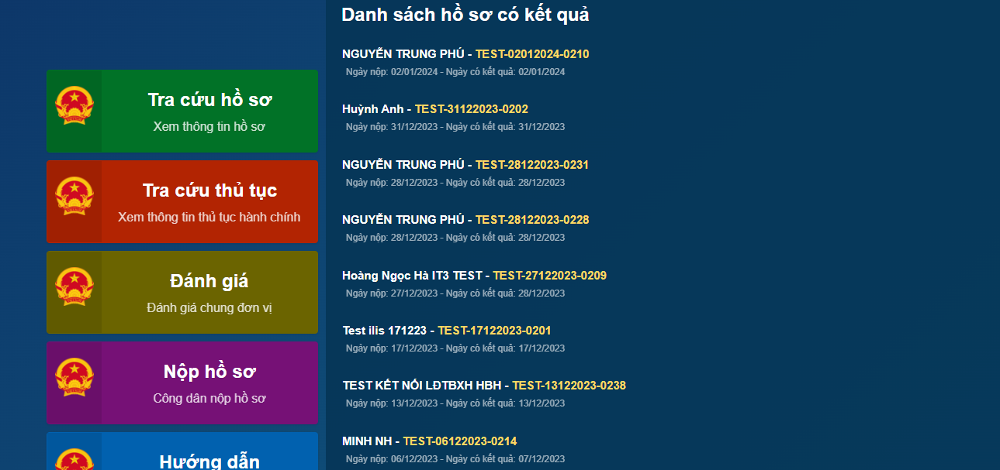 Tra cứu hồ sơ
Xem thông tin hồ sơ
Tra cứu thủ tục
Xem thông tin thủ tục hành chính
Đánh giá
Đánh giá chung đơn vị
Nộp hồ sơ
Công dân nộp hồ sơ
Hướng dẫn
Danh sách hồ sơ có kết quả
NGUYỄN TRUNG PHÚ - TEST-02012024-0210
Ngày nộp: 02/01/2024 - Ngày có kết quả: 02/01/2024
Huỳnh Anh - TEST-31122023-0202
Ngày nộp: 31/12/2023 - Ngày có kết quả: 31/12/2023
NGUYỄN TRUNG PHÚ - TEST-28122023-0231
Ngày nộp: 28/12/2023 - Ngày có kết quả: 28/12/2023
NGUYỄN TRUNG PHÚ - TEST-28122023-0228
Ngày nộp: 28/12/2023 - Ngày có kết quả: 28/12/2023
Hoàng Ngọc Hà IT3 TEST - TEST-27122023-0209
Ngày nộp: 27/12/2023 - Ngày có kết quả: 28/12/2023
Test ilis 171223 - TEST-17122023-0201
Ngày nộp: 17/12/2023 - Ngày có kết quả: 17/12/2023
TEST KẾT NỐI LĐTBXH HBH - TEST-13122023-0238
Ngày nộp: 13/12/2023 - Ngày có kết quả: 13/12/2023
MINH NH - TEST-06122023-0214
Ngày nộp: 06/12/2023 - Ngày có kết quả: 07/12/2023